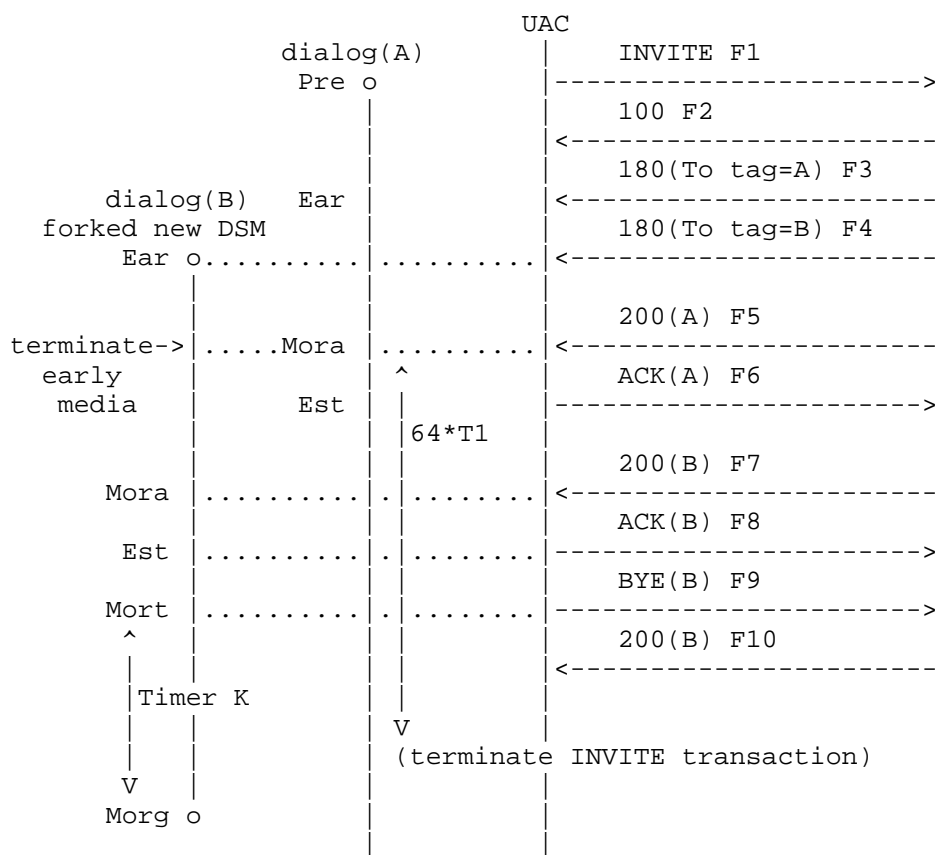 UAC
dialog(A) INVITE F1
Pre o |----------------------->
100 F2
|<-----------------------
180(To tag=A) F3
dialog(B) Ear |<-----------------------
forked new DSM 180(To tag=B) F4
Ear o..........|..........|<-----------------------
200(A) F5
terminate->|.....Mora |..........|<-----------------------
early ^ ACK(A) F6
media Est | |----------------------->
|64*T1
200(B) F7
Mora |..........|.|........|<-----------------------
ACK(B) F8
Est |..........|.|........|----------------------->
BYE(B) F9
Mort |..........|.|........|----------------------->
^ 200(B) F10
|<-----------------------
|Timer K
V
(terminate INVITE transaction)
V
Morg o